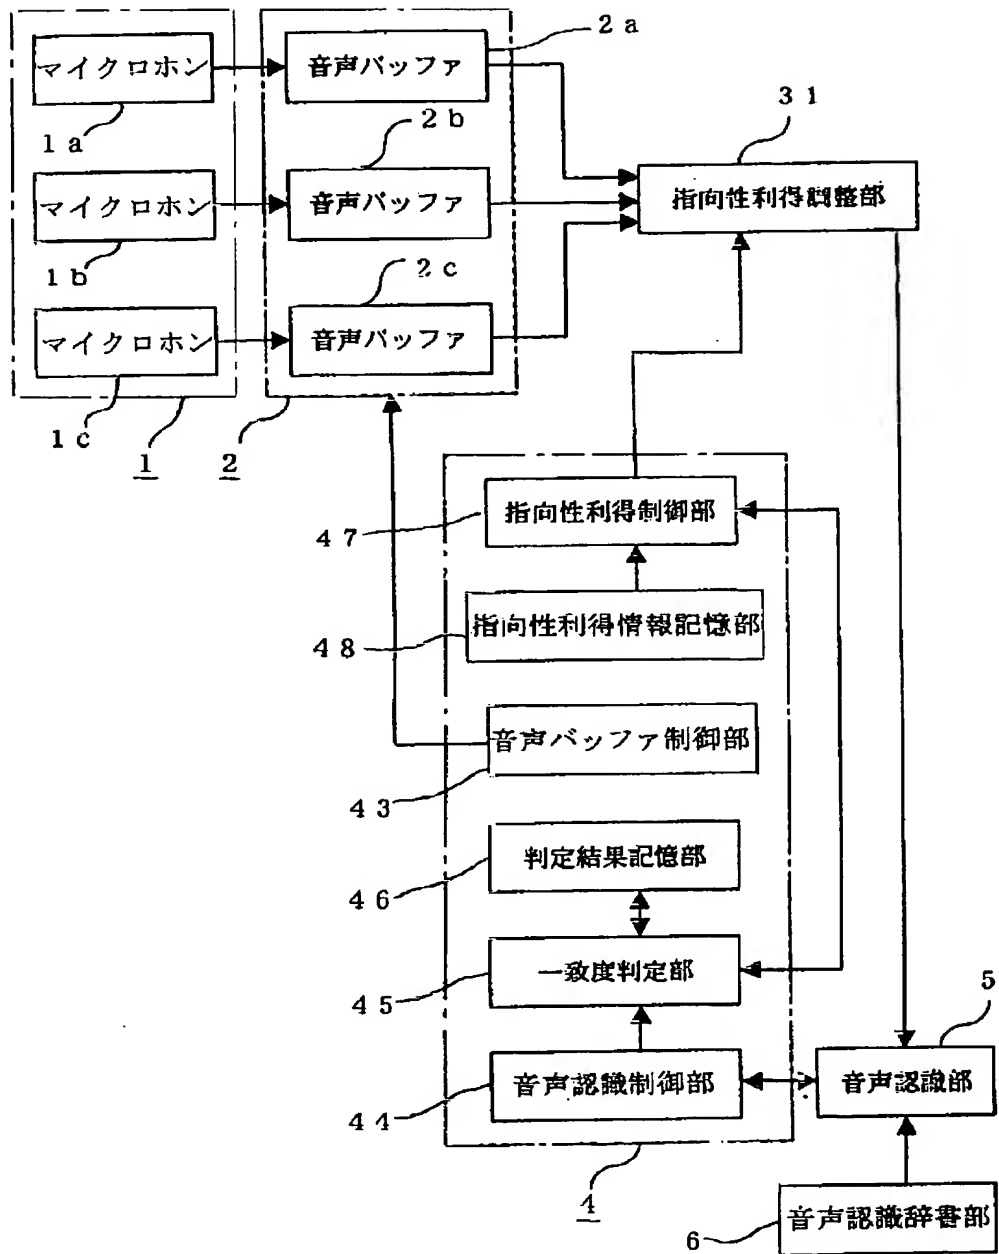 マイクロホン
音声バッファ
2a
1a
2b
31
マイクロホン
音声バッファ
指向性利得調整部
1b
2c
マイクロホン
音声バッファ
1c
1
2
指向性利得制御部
47
指向性利得情報記憶部
48
音声バッファ制御部
43
判定結果記憶部
46
一致度判定部
45
5
音声認識制御部
音声認識部
44
4
音声認識辞書部
6